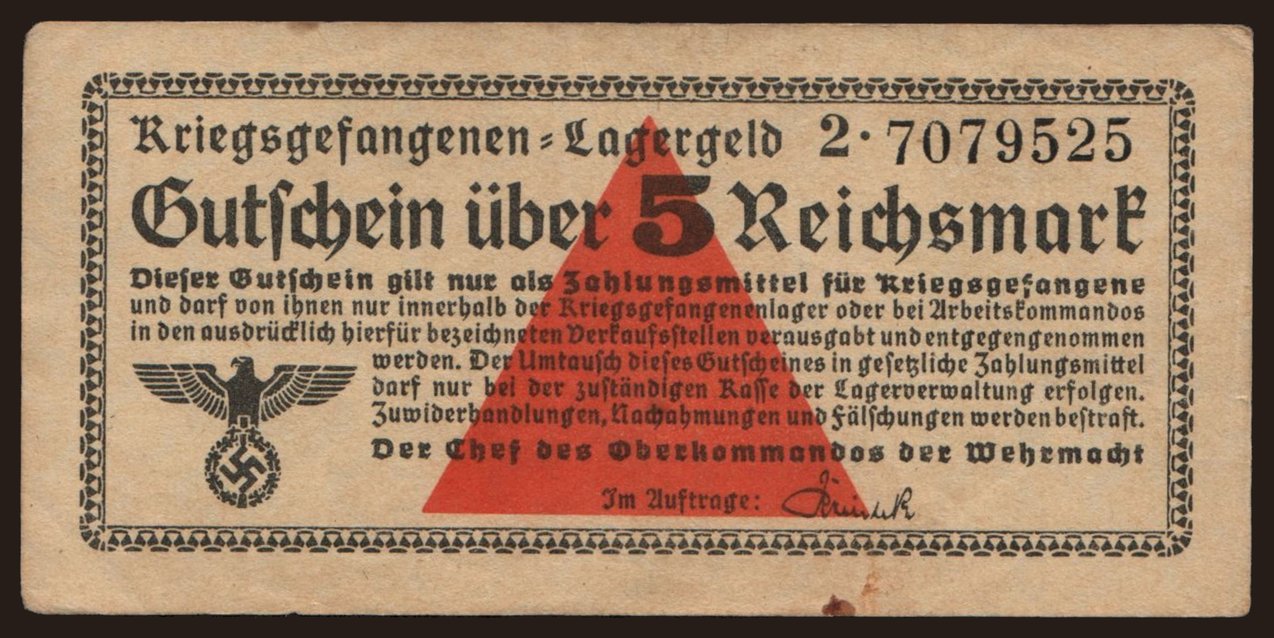 Kriegsgefangenen-Lagergeld 2·7079525
Gutschein über 5 Reichsmark
Dieser Gutschein gilt nur als Zahlungsmittel für Kriegsgefangene
und darf von ihnen nur innerhalb der Kriegsgefangenenlager oder bei Arbeitskommandos
in den ausdrücklich hierfür bezeichneten Verkaufsstellen verausgabt und entgegengenommen
werden. Der Umtausch dieses Gutscheines in gesetzliche Zahlungsmittel
darf nur bei der zuständigen Kasse der Lagerverwaltung erfolgen.
Zuwiderhandlungen, Nachahmungen und Fälschungen werden bestraft.
Der Chef des Oberkommandos der Wehrmacht
Im Auftrage: